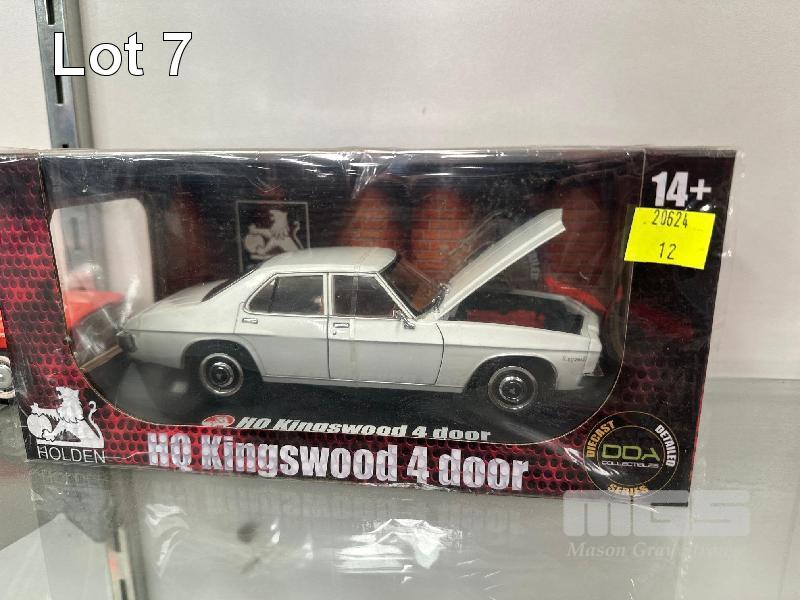 Lot 7
14+
20624
12
HQ Kingswood 4 door
HOLDEN
HQ Kingswood 4 door
DIECAST
DETAILED
DDA
COLLECTIBLES
SERIES
MGS
Mason Gray